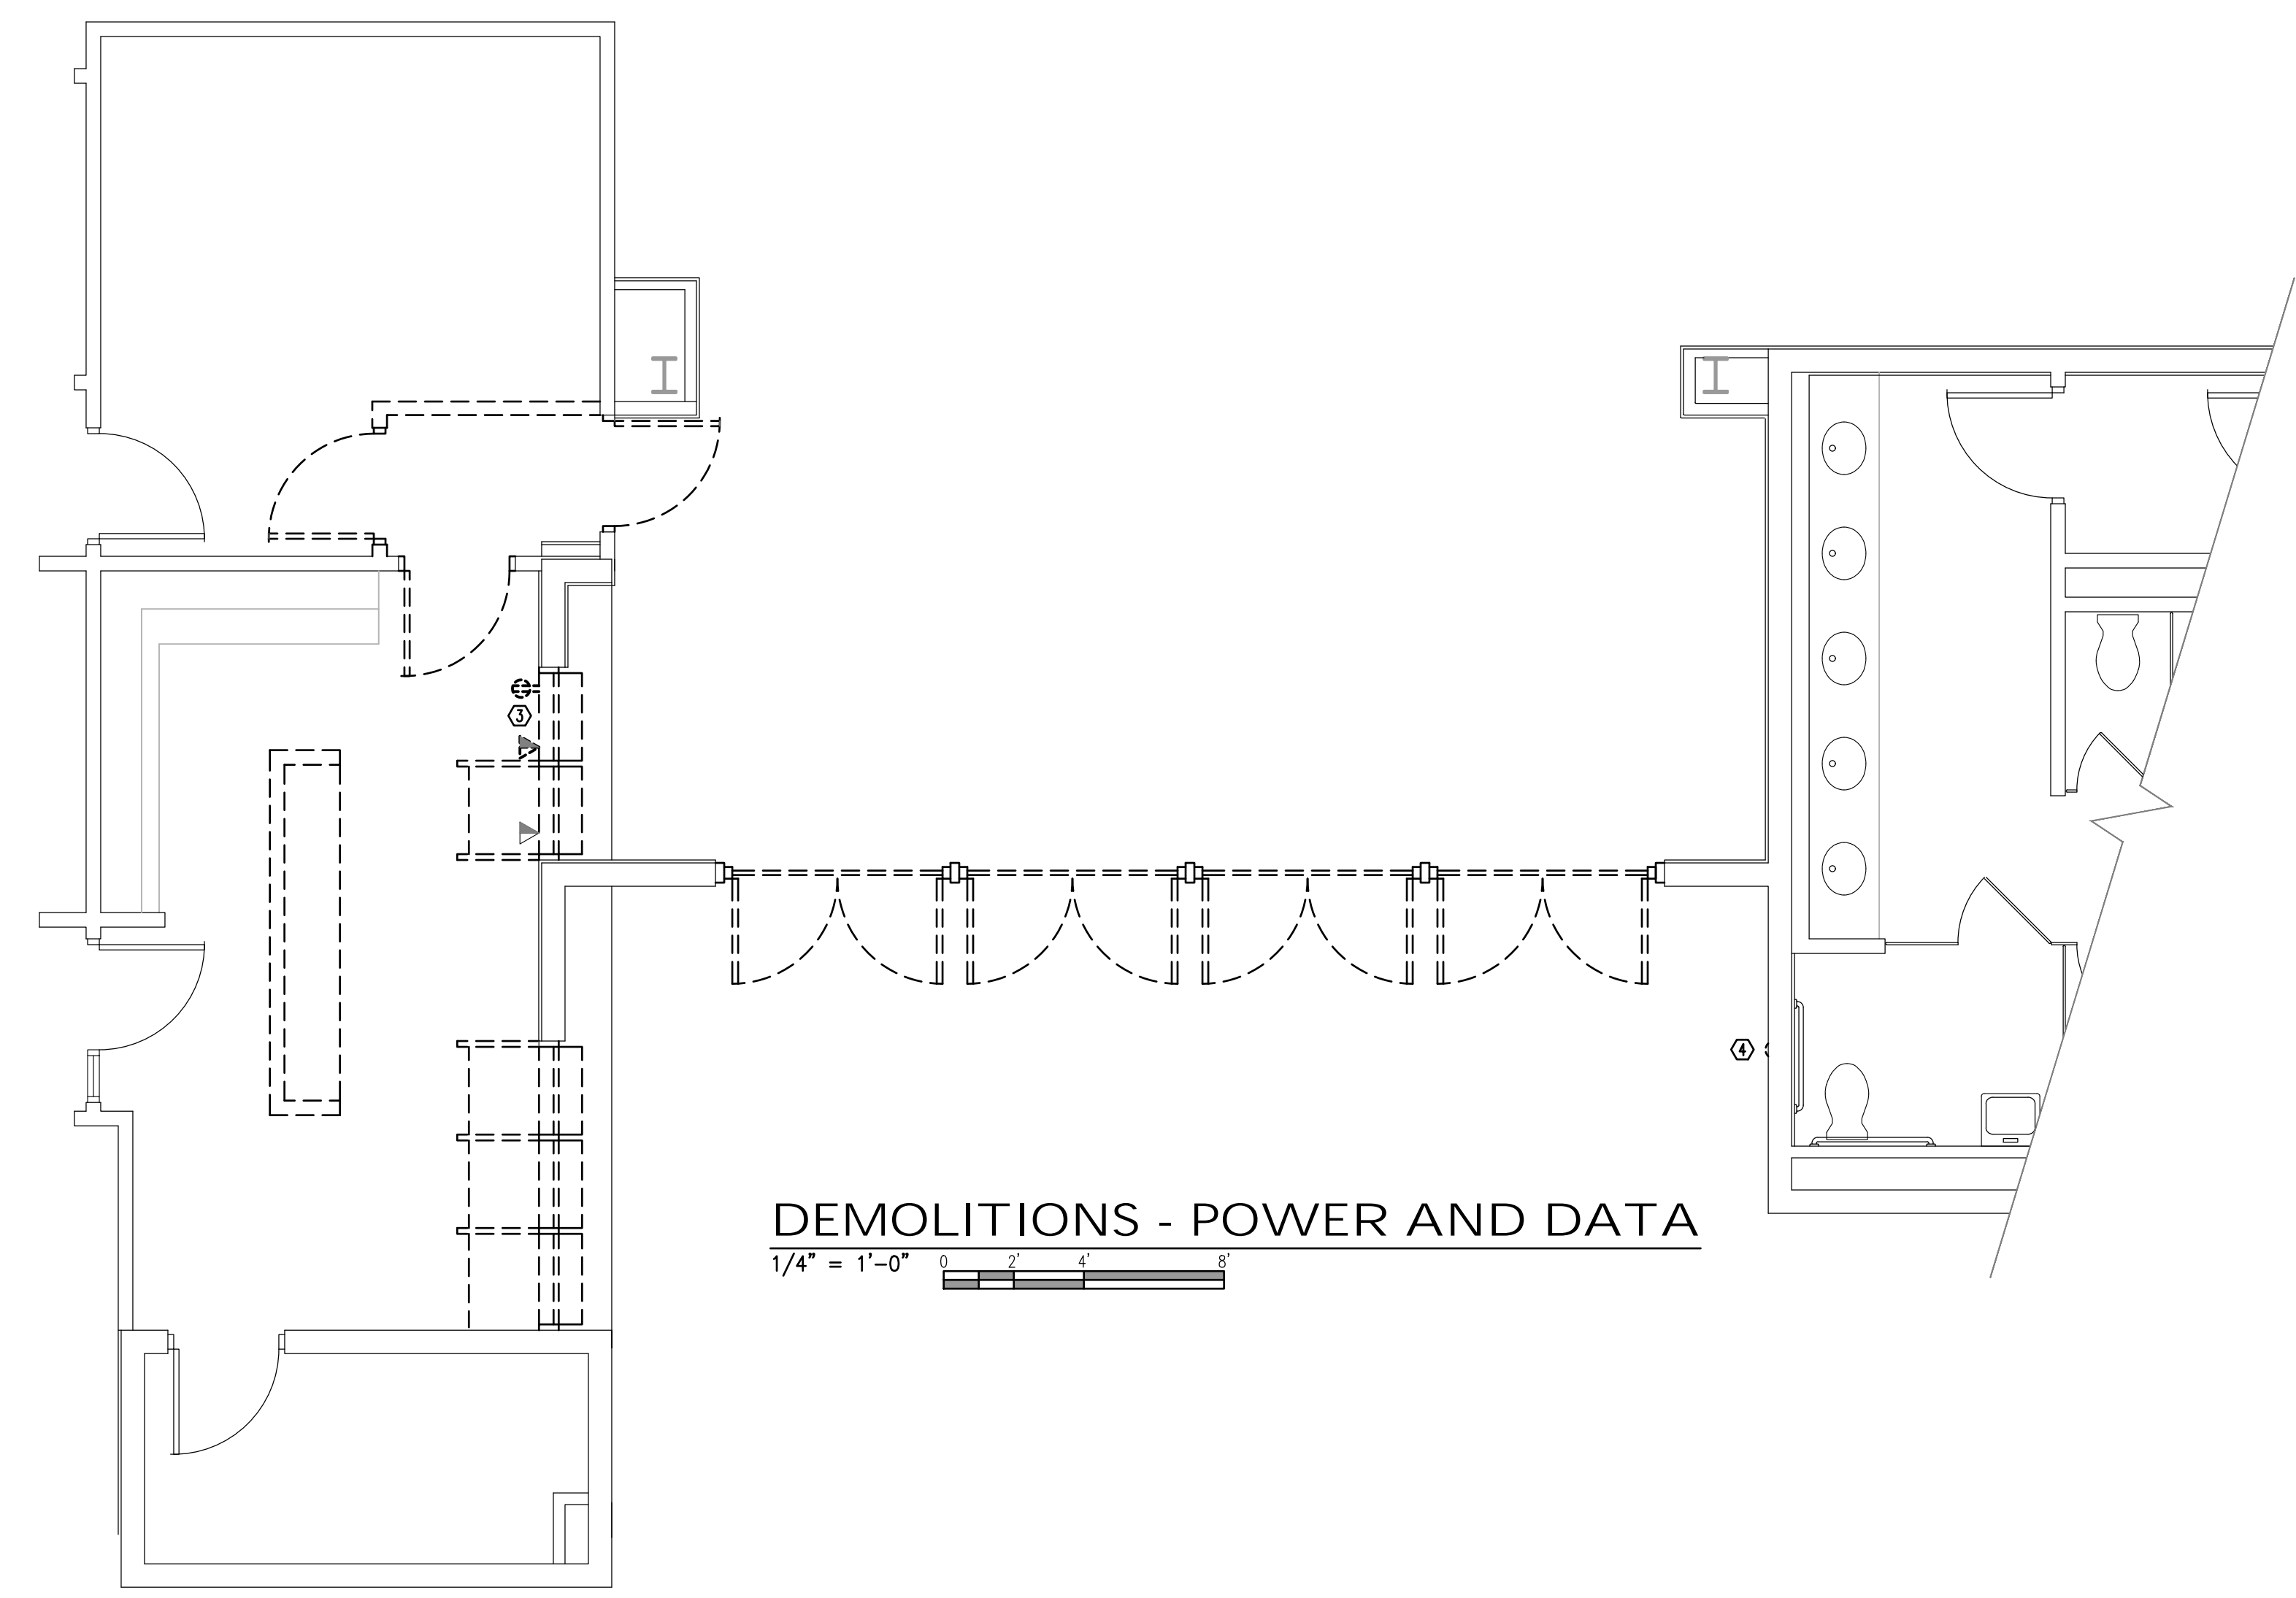 3
4
DEMOLITIONS - POWER AND DATA
1/4" = 1'-0" 0 2' 4' 8'